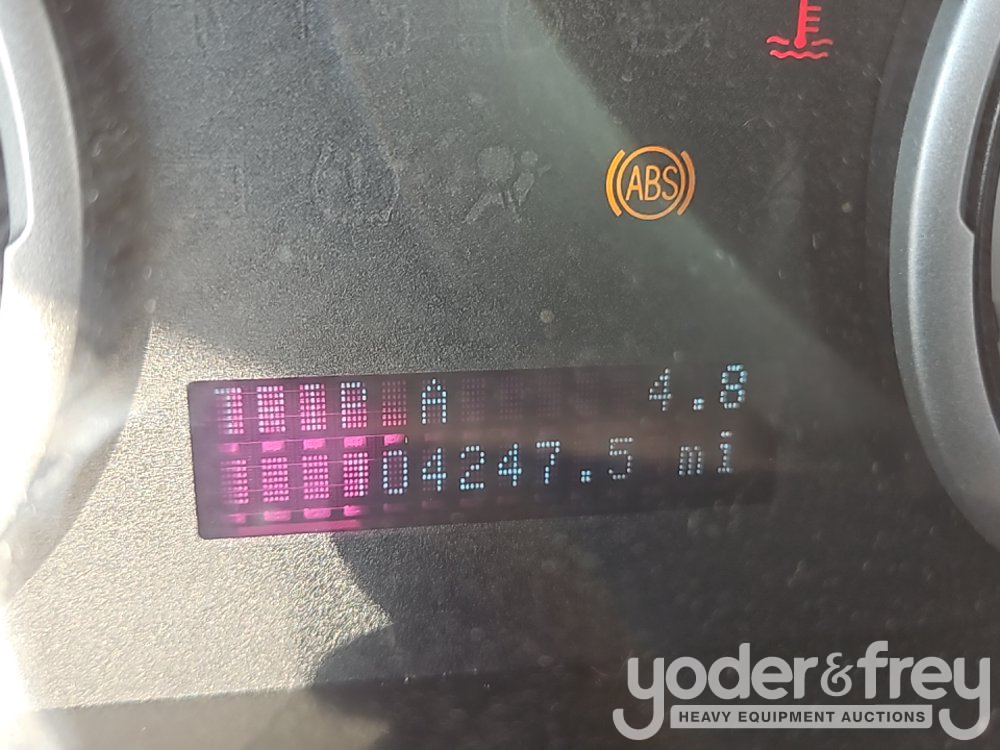 ABS
A 4.8
04247.5 mi
yoder&frey
HEAVY EQUIPMENT AUCTIONS